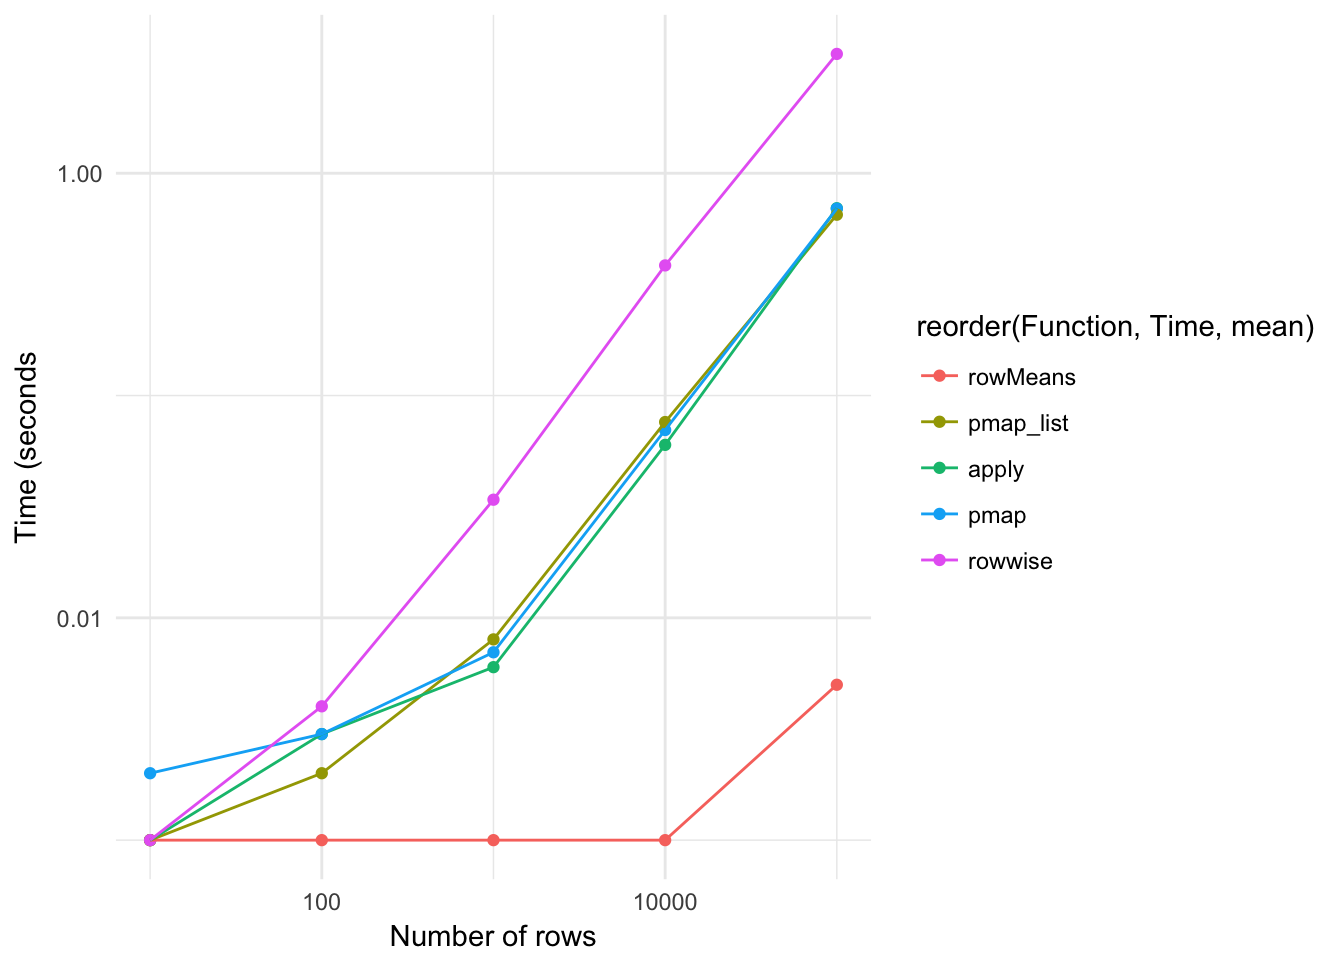 1.00
0.01
Time (seconds
100
10000
Number of rows
reorder(Function, Time, mean)
rowMeans
pmap_list
apply
pmap
rowwise